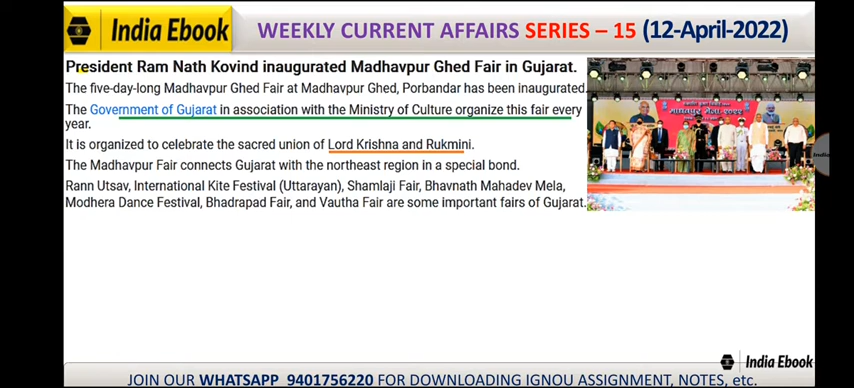 India Ebook
WEEKLY CURRENT AFFAIRS SERIES – 15 (12-April-2022)
President Ram Nath Kovind inaugurated Madhavpur Ghed Fair in Gujarat.
The five-day-long Madhavpur Ghed Fair at Madhavpur Ghed, Porbandar has been inaugurated.
The Government of Gujarat in association with the Ministry of Culture organize this fair every
year.
It is organized to celebrate the sacred union of Lord Krishna and Rukmini.
The Madhavpur Fair connects Gujarat with the northeast region in a special bond.
Rann Utsav, International Kite Festival (Uttarayan), Shamlaji Fair, Bhavnath Mahadev Mela,
Modhera Dance Festival, Bhadrapad Fair, and Vautha Fair are some important fairs of Gujarat.
India Ebook
JOIN OUR WHATSAPP 9401756220 FOR DOWNLOADING IGNOU ASSIGNMENT, NOTES, etc.